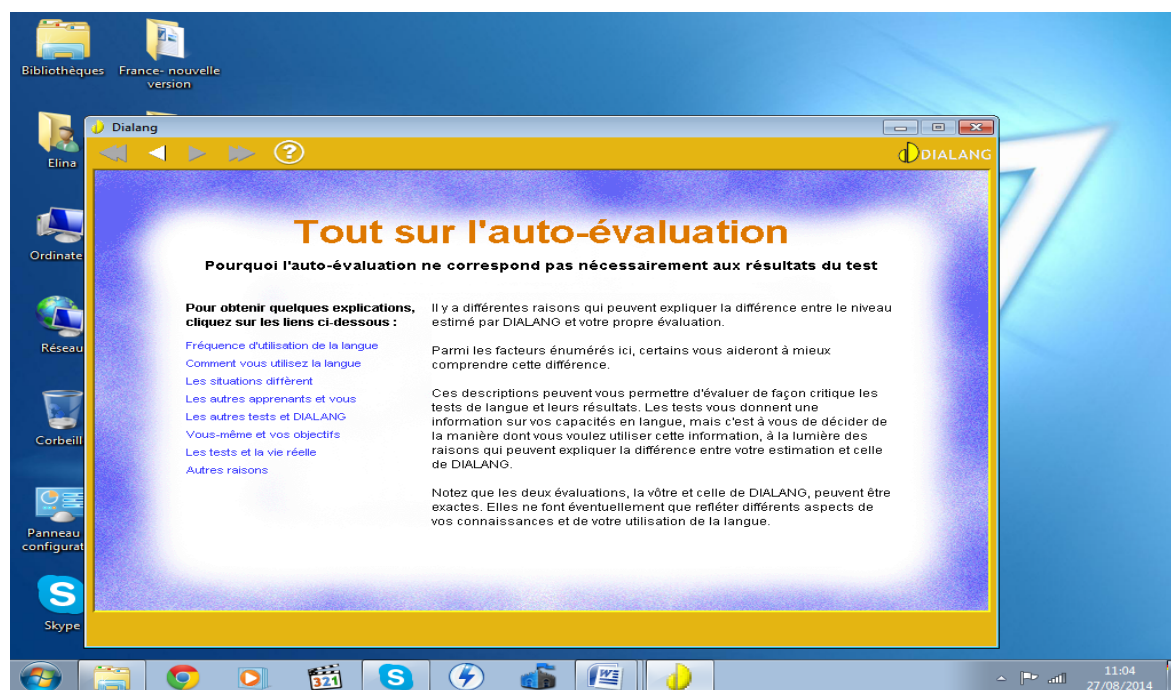 Bibliothèques
France- nouvelle
version
Elina
Ordinate
Réseau
Corbeill
Panneau
configurat
Skype
Dialang
?
DIALANG
Tout sur l'auto-évaluation
Pourquoi l'auto-évaluation ne correspond pas nécessairement aux résultats du test
Pour obtenir quelques explications,
cliquez sur les liens ci-dessous :
Fréquence d'utilisation de la langue
Comment vous utilisez la langue
Les situations diffèrent
Les autres apprenants et vous
Les autres tests et DIALANG
Vous-même et vos objectifs
Les tests et la vie réelle
Autres raisons
Il y a différentes raisons qui peuvent expliquer la différence entre le niveau
estimé par DIALANG et votre propre évaluation.
Parmi les facteurs énumérés ici, certains vous aideront à mieux
comprendre cette différence.
Ces descriptions peuvent vous permettre d'évaluer de façon critique les
tests de langue et leurs résultats. Les tests vous donnent une
information sur vos capacités en langue, mais c'est à vous de décider de
la manière dont vous voulez utiliser cette information, à la lumière des
raisons qui peuvent expliquer la différence entre votre estimation et celle
de DIALANG.
Notez que les deux évaluations, la vôtre et celle de DIALANG, peuvent être
exactes. Elles ne font éventuellement que refléter différents aspects de
vos connaissances et de votre utilisation de la langue.
321
S
W
11:04
27/08/2014